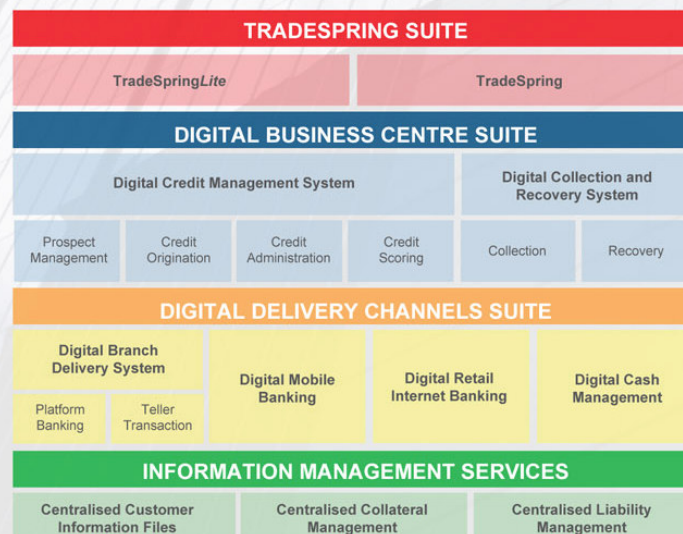 TRADESPRING SUITE
TradeSpringLite
TradeSpring
DIGITAL BUSINESS CENTRE SUITE
Digital Credit Management System
Digital Collection and
Recovery System
Prospect
Management
Credit
Origination
Credit
Administration
Credit
Scoring
Collection
Recovery
DIGITAL DELIVERY CHANNELS SUITE
Digital Branch
Delivery System
Platform
Banking
Teller
Transaction
Digital Mobile
Banking
Digital Retail
Internet Banking
Digital Cash
Management
INFORMATION MANAGEMENT SERVICES
Centralised Customer
Information Files
Centralised Collateral
Management
Centralised Liability
Management